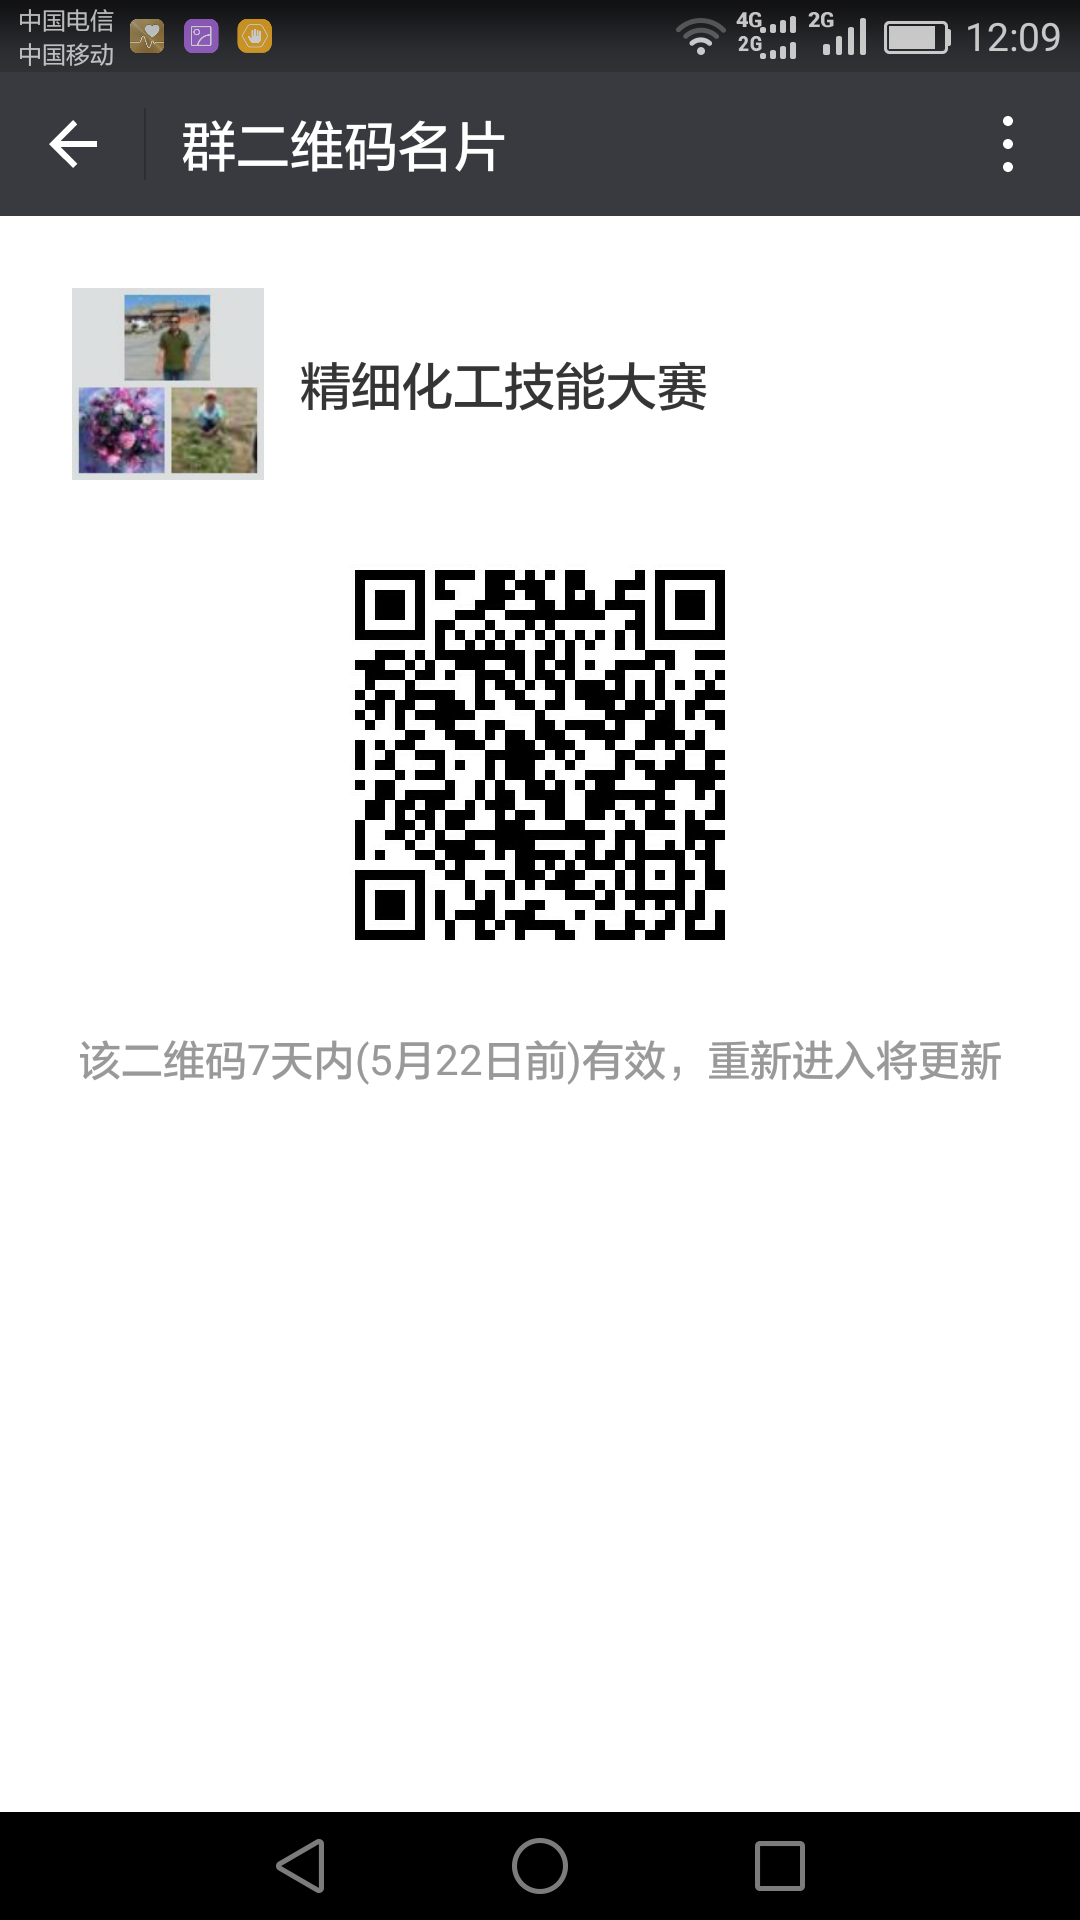 中国电信
中国移动
4G
2G
2G
12:09
群二维码名片
精细化工技能大赛
该二维码7天内(5月22日前)有效，重新进入将更新